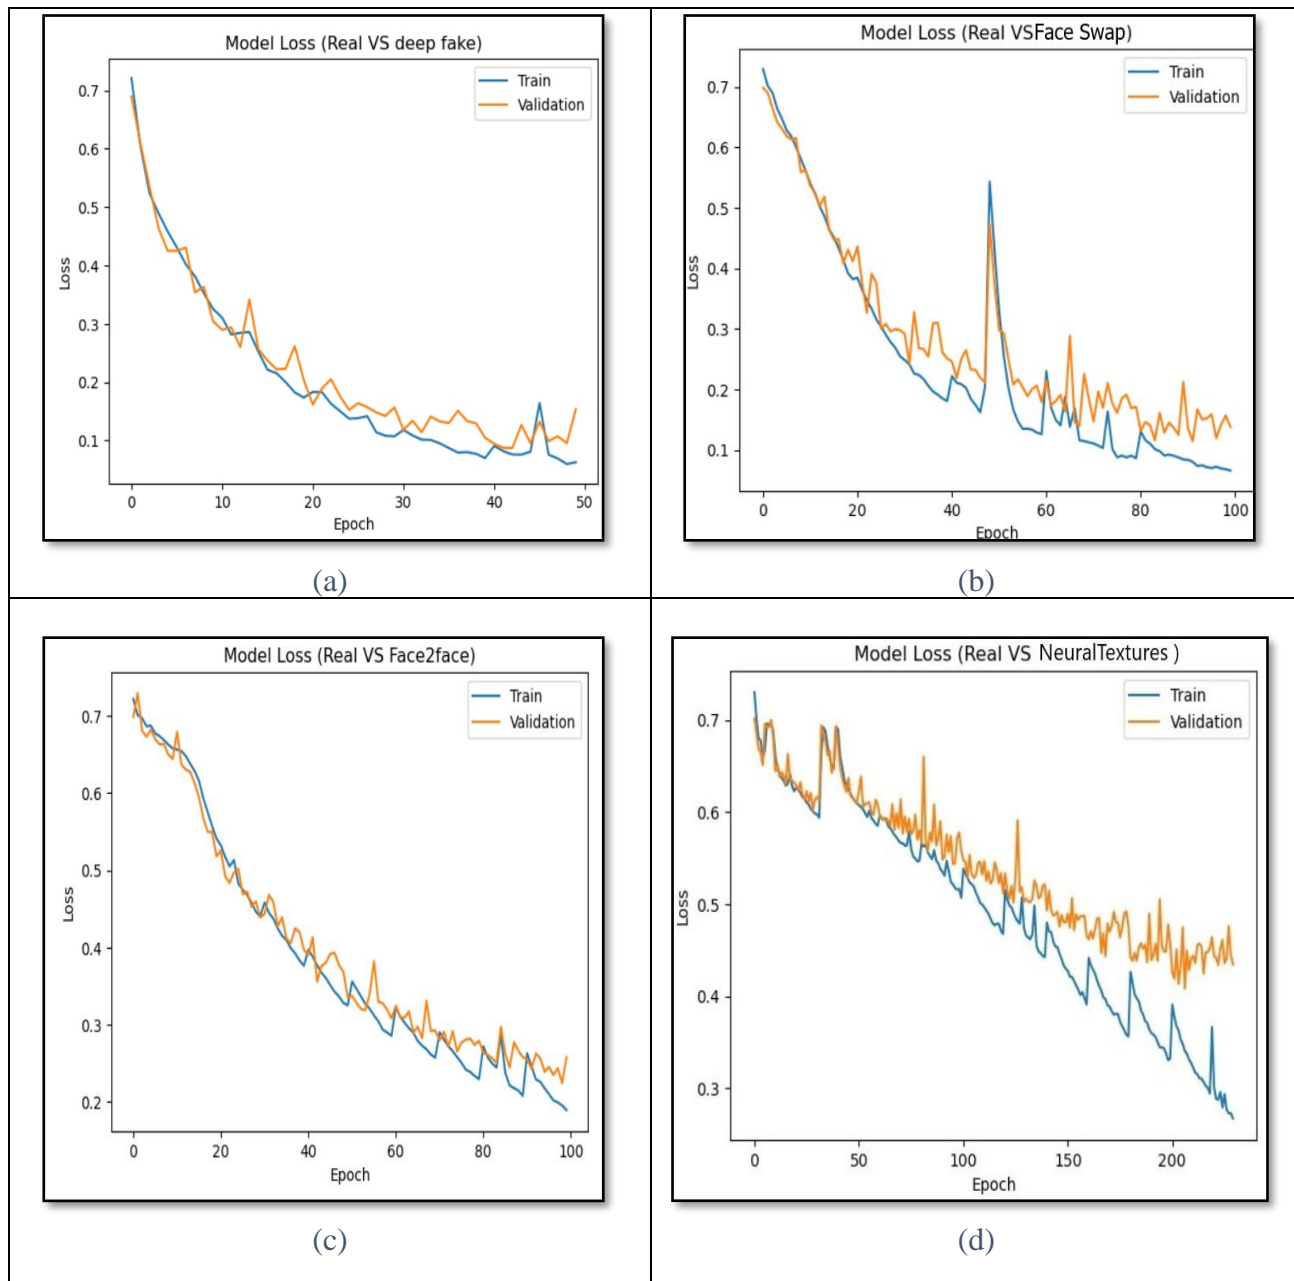 Model Loss (Real VS deep fake)
Train
Validation
0.7
0.6
0.5
0.4
0.3
0.2
0.1
Loss
0 10 20 30 40 50
Epoch
(a)
Model Loss (Real VSFace Swap)
Train
Validation
0.7
0.6
0.5
0.4
0.3
0.2
0.1
Loss
0 20 40 60 80 100
Epoch
(b)
Model Loss (Real VS Face2face)
Train
Validation
0.7
0.6
0.5
0.4
0.3
0.2
Loss
0 20 40 60 80 100
Epoch
(c)
Model Loss (Real VS NeuralTextures )
Train
Validation
0.7
0.6
0.5
0.4
0.3
Loss
0 50 100 150 200
Epoch
(d)